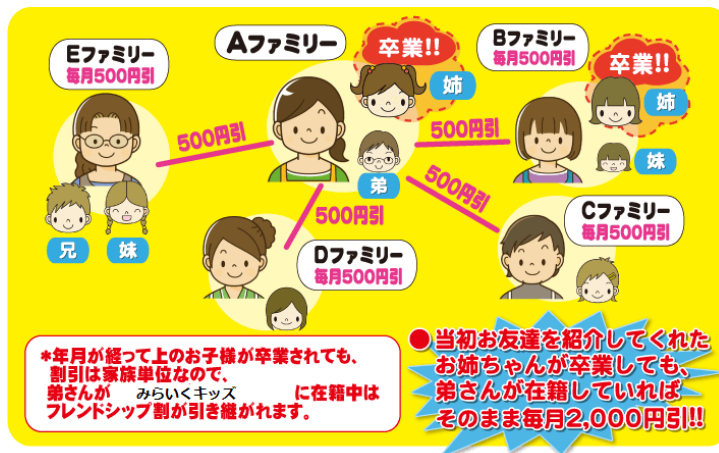 Eファミリー
毎月500円引
Aファミリー
卒業!!
姉
Bファミリー
毎月500円引
卒業!!
姉
妹
500円引
500円引
弟
500円引
500円引
兄
妹
Cファミリー
毎月500円引
Dファミリー
毎月500円引
*年月が経って上のお子様が卒業されても、
割引は家族単位なので、
弟さんが みらいくキッズ に在籍中は
フレンドシップ割が引き継がれます。
●当初お友達を紹介してくれた
お姉ちゃんが卒業しても、
弟さんが在籍していれば
そのまま毎月2,000円引!!